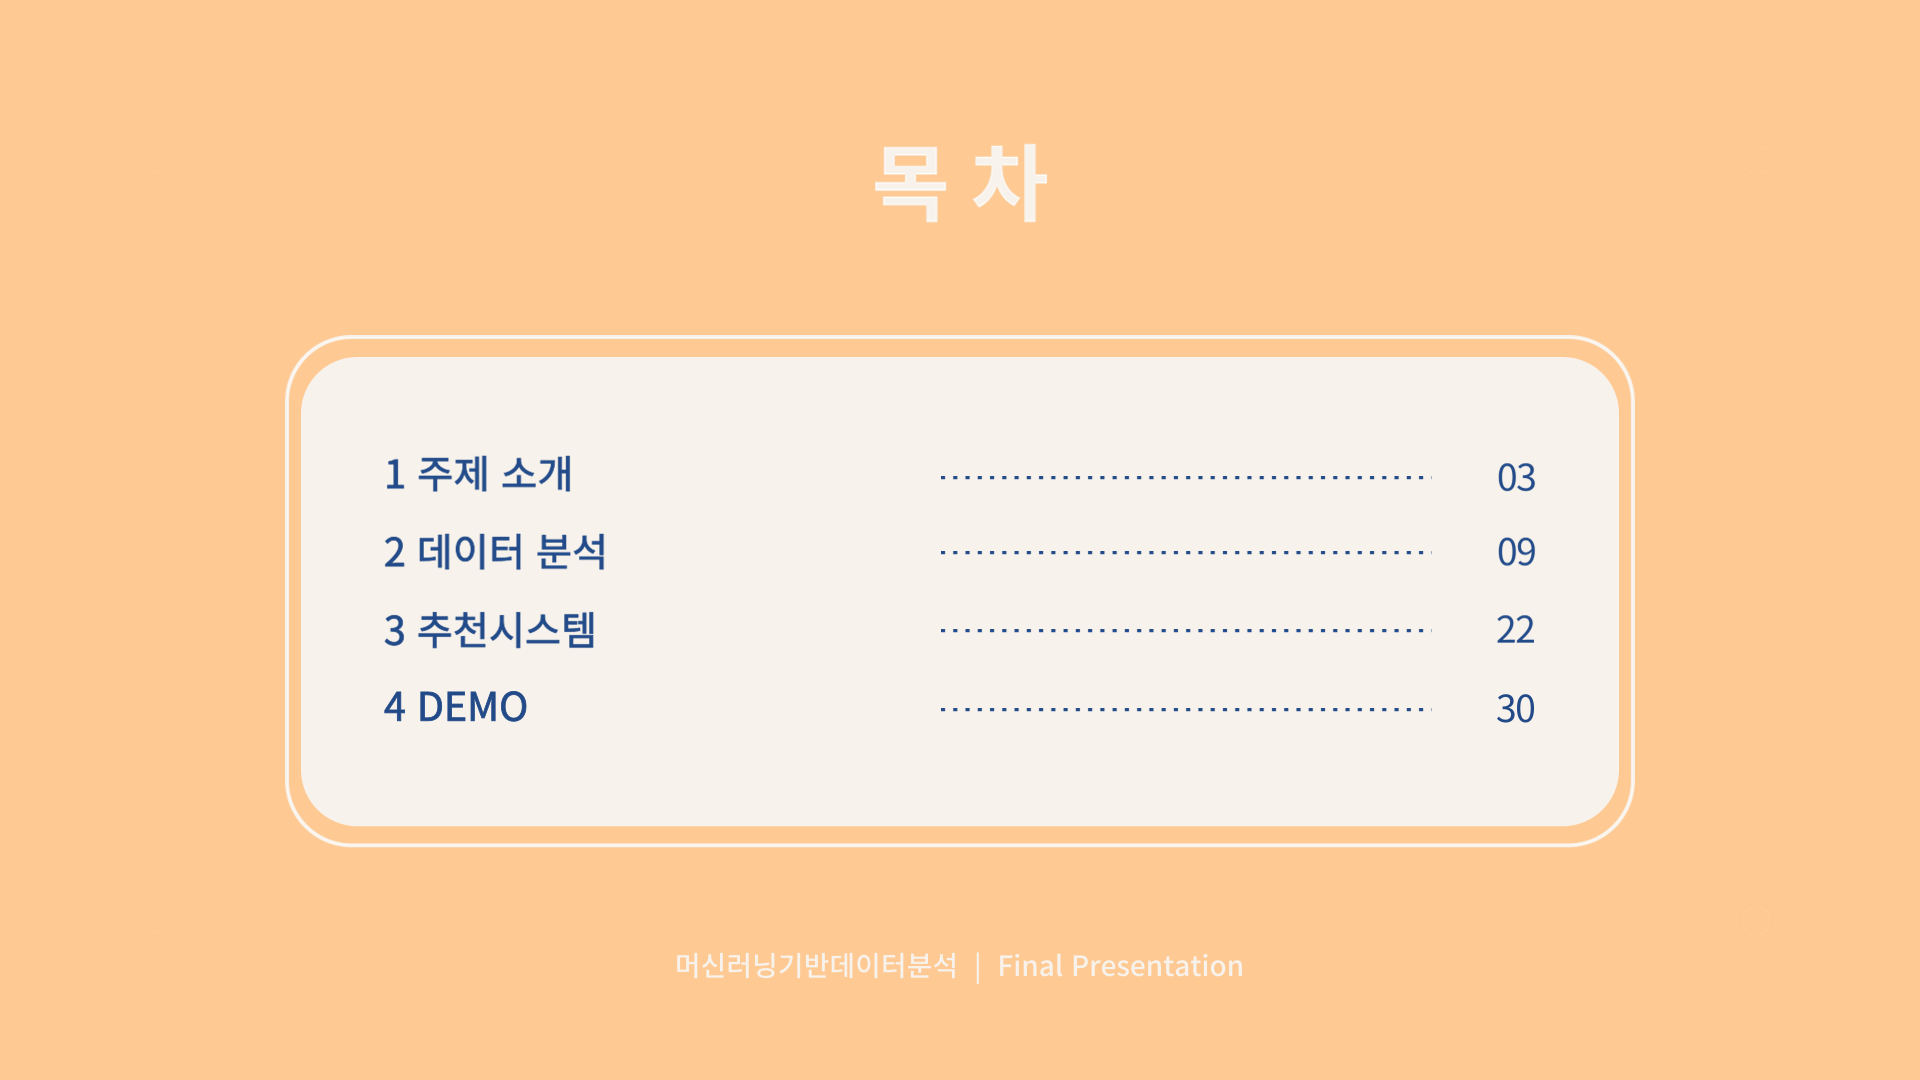 목 차
1 주제 소개 ........................................ 03
2 데이터 분석 ........................................ 09
3 추천시스템 ........................................ 22
4 DEMO ........................................ 30
머신러닝기반데이터분석 | Final Presentation